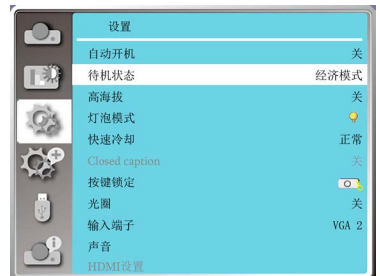 设置
自动开机 关
待机状态 经济模式
高海拔 关
灯泡模式
快速冷却 正常
Closed caption 关
按键锁定
光圈 关
输入端子 VGA 2
声音
HDMI设置